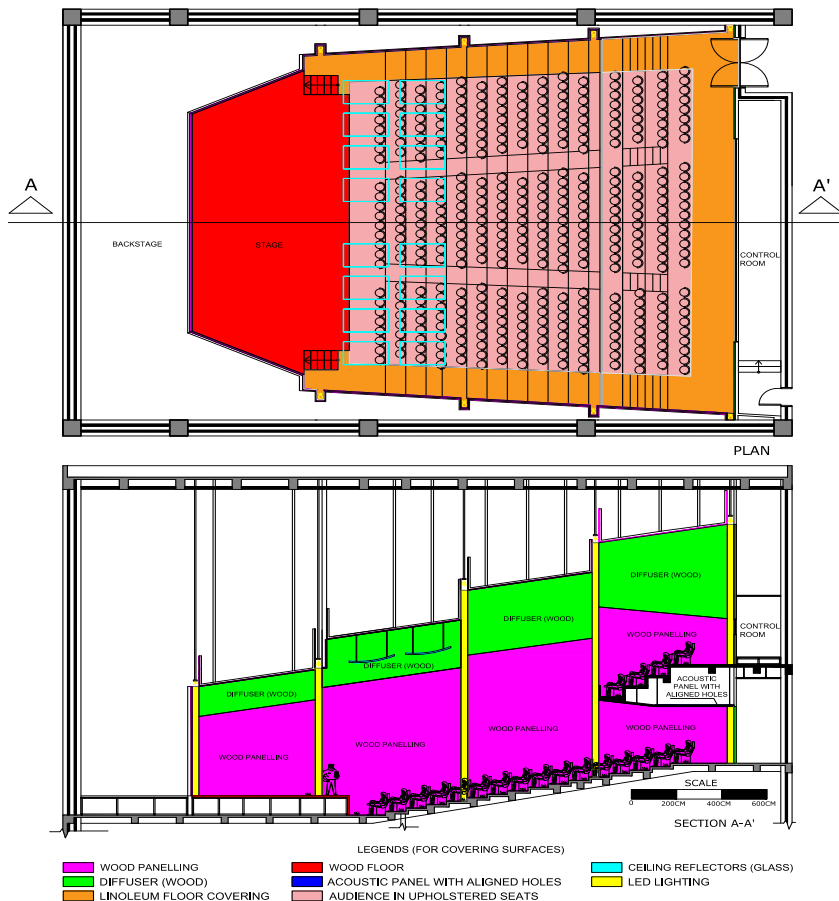 A
A'
BACKSTAGE
STAGE
CONTROL
ROOM
PLAN
DIFFUSER (WOOD)
DIFFUSER (WOOD)
WOOD PANELLING
CONTROL
ROOM
DIFFUSER (WOOD)
DIFFUSER (WOOD)
ACOUSTIC
PANEL WITH
ALIGNED HOLES
WOOD PANELLING
WOOD PANELLING
WOOD PANELLING
WOOD PANELLING
SCALE
0 200CM 400CM 600CM
SECTION A-A'
LEGENDS (FOR COVERING SURFACES)
WOOD PANELLING
WOOD FLOOR
CEILING REFLECTORS (GLASS)
DIFFUSER (WOOD)
ACOUSTIC PANEL WITH ALIGNED HOLES
LED LIGHTING
LINOLEUM FLOOR COVERING
AUDIENCE IN UPHOLSTERED SEATS